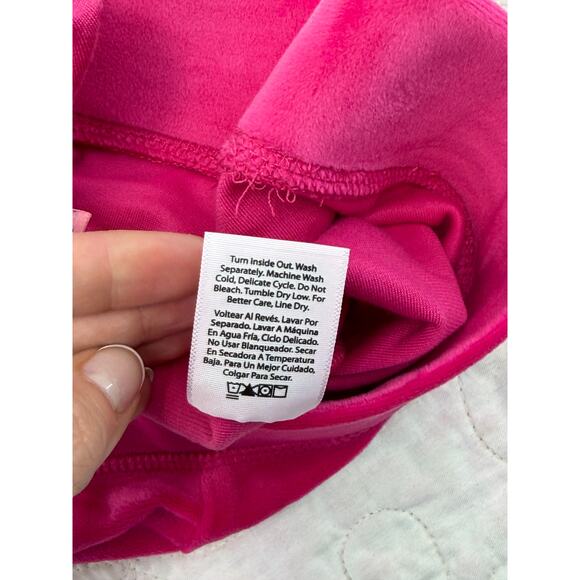 Turn Inside Out. Wash
Separately. Machine Wash
Cold, Delicate Cycle. Do Not
Bleach. Tumble Dry Low. For
Better Care, Line Dry.
Voltear Al Revés. Lavar Por
Separado. Lavar A Máquina
En Agua Fría, Ciclo Delicado.
No Usar Blanqueador. Secar
En Secadora A Temperatura
Baja. Para Un Mejor Cuidado,
Colgar Para Secar.